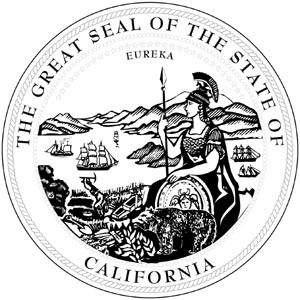 THE GREAT SEAL OF THE STATE OF
EUREKA
CALIFORNIA